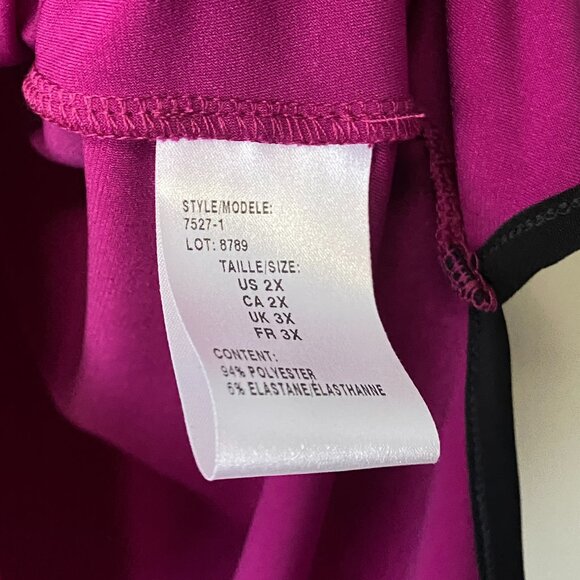 STYLE/MODELE:
7527-1
LOT: 8789
TAILLE/SIZE:
US 2X
CA 2X
UK 3X
FR 3X
CONTENT:
94% POLYESTER
6% ELASTANE/ÉLASTHANNE